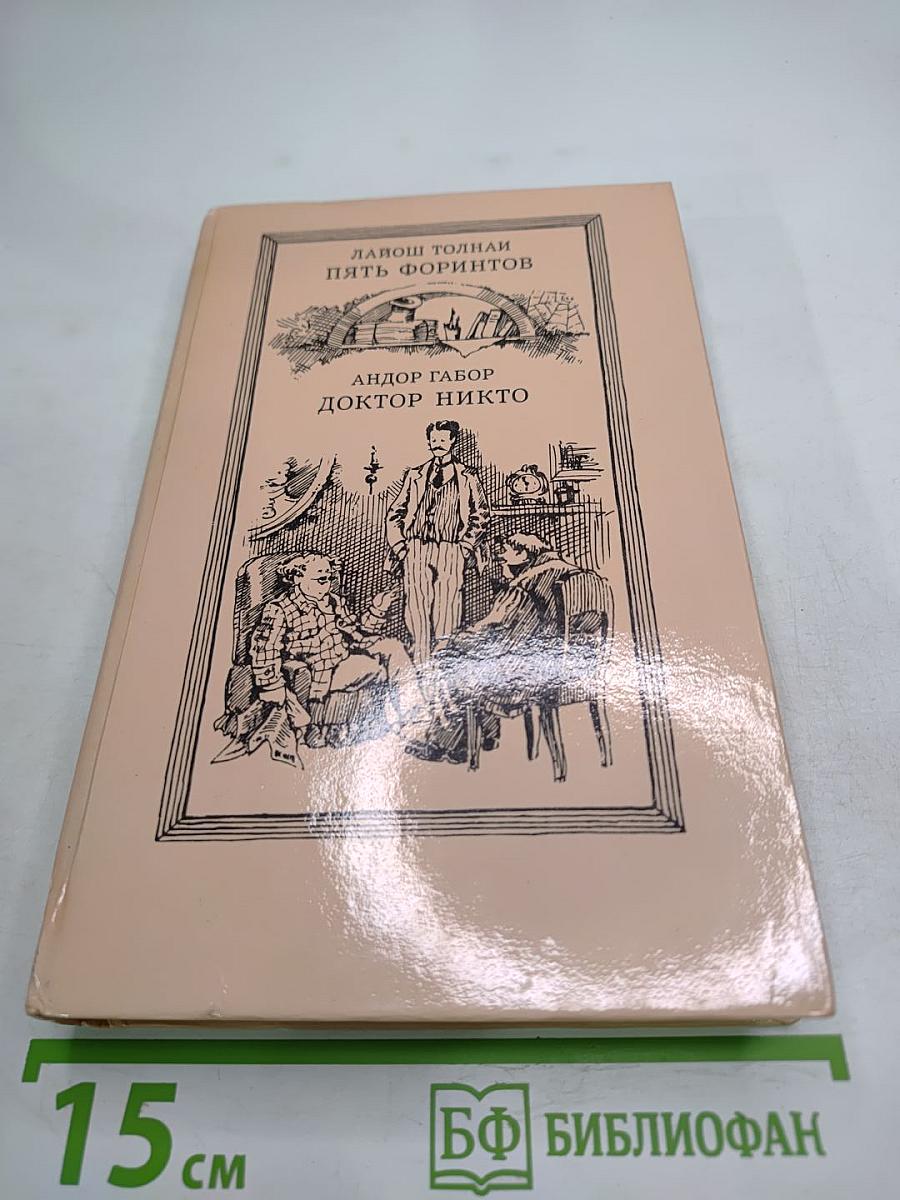 ЛАЙОШ ТОЛНАИ
ПЯТЬ ФОРИНТОВ
АНДОР ГАБОР
ДОКТОР НИКТО
15 см
БФ БИБЛИОФАН